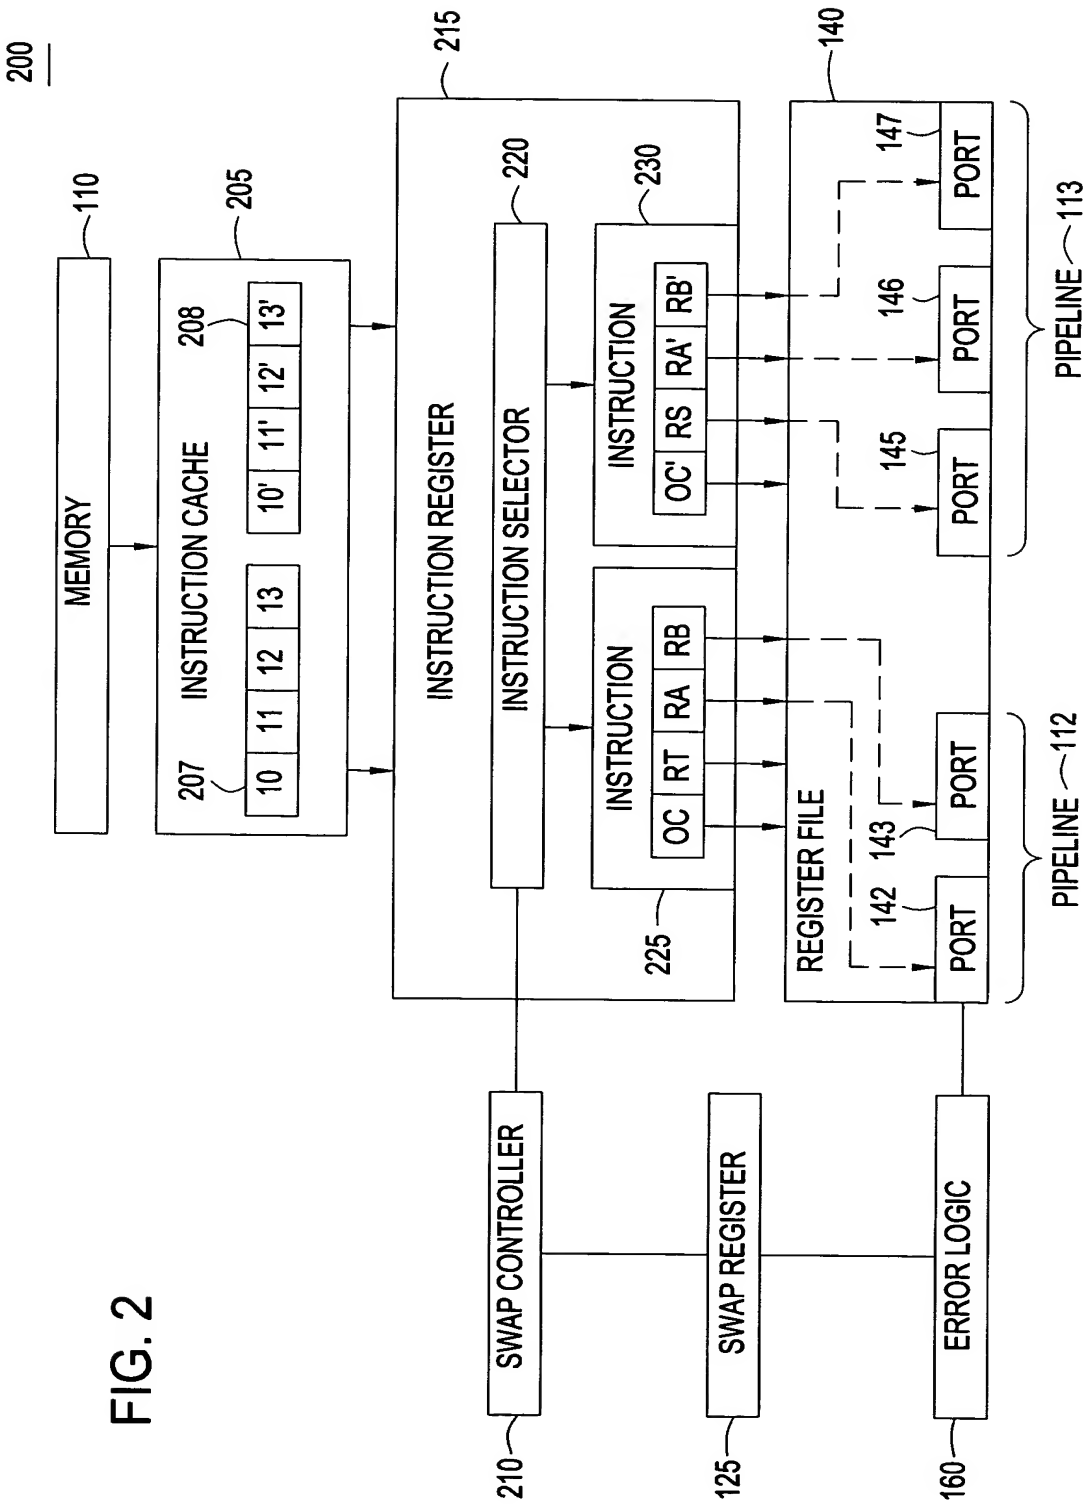 FIG. 2
200
MEMORY
110
INSTRUCTION CACHE
205
207
10 11 12 13
208
10' 11' 12' 13'
INSTRUCTION REGISTER
215
INSTRUCTION SELECTOR
220
SWAP CONTROLLER
210
INSTRUCTION
225
OC RT RA RB
INSTRUCTION
230
OC' RS RA' RB'
SWAP REGISTER
125
REGISTER FILE
140
142
143
145
146
147
PORT
PORT
PORT
PORT
PORT
ERROR LOGIC
160
PIPELINE 112
PIPELINE 113